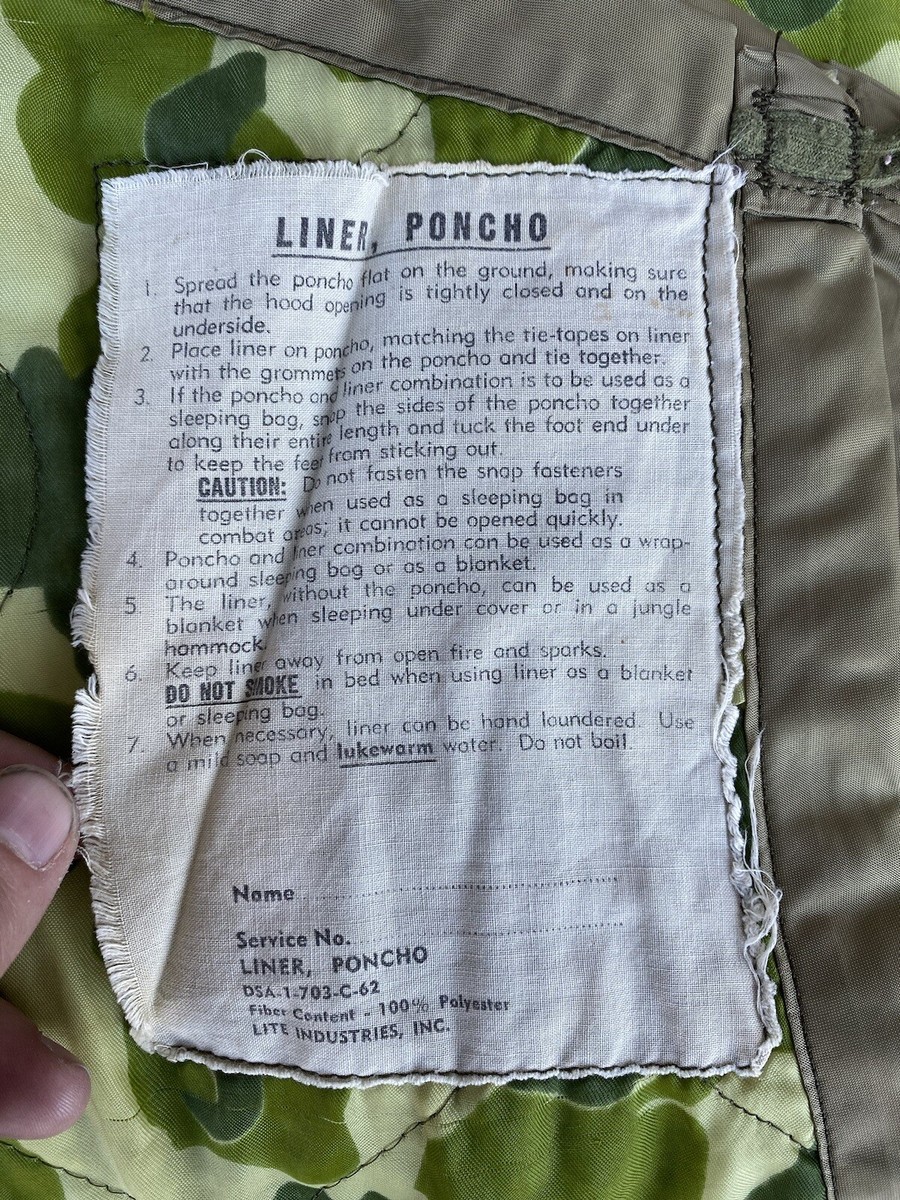 LINER, PONCHO
1. Spread the poncho flat on the ground, making sure
that the hood opening is tightly closed and on the
underside.
2. Place liner on poncho, matching the tie-tapes on liner
with the grommets on the poncho and tie together.
3. If the poncho and liner combination is to be used as a
sleeping bag, snap the sides of the poncho together
along their entire length and tuck the foot end under
to keep the feet from sticking out.
CAUTION: Do not fasten the snap fasteners
together when used as a sleeping bag in
combat areas; it cannot be opened quickly.
4. Poncho and liner combination can be used as a wrap-
around sleeping bag or as a blanket.
5. The liner, without the poncho, can be used as a
blanket when sleeping under cover or in a jungle
hammock.
6. Keep liner away from open fire and sparks.
DO NOT SMOKE in bed when using liner as a blanket
or sleeping bag.
7. When necessary, liner can be hand laundered. Use
a mild soap and lukewarm water. Do not boil.
Name
Service No.
LINER, PONCHO
DSA-1-703-C-62
Fiber Content - 100% Polyester
LITE INDUSTRIES, INC.